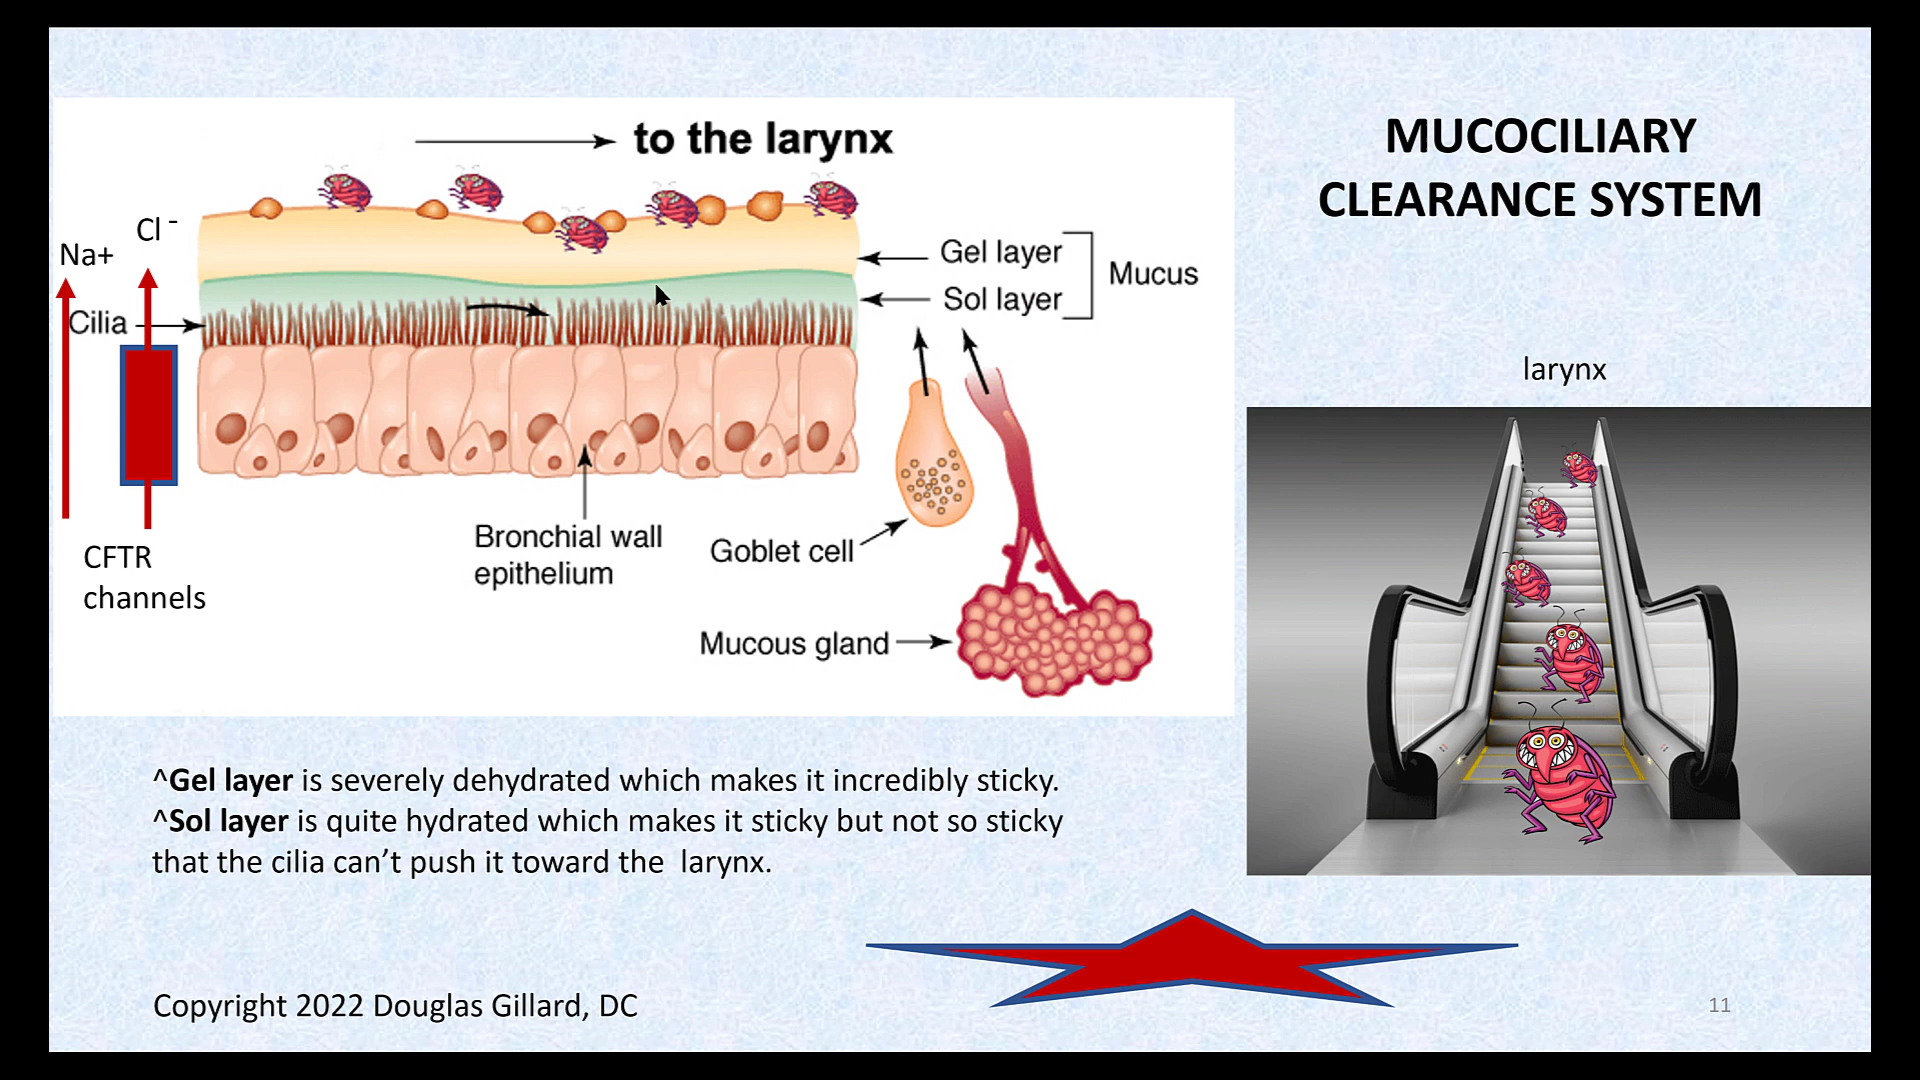 MUCOCILIARY
CLEARANCE SYSTEM
to the larynx
Cl -
Na+
Cilia
Gel layer
Sol layer
Mucus
CFTR
channels
Bronchial wall
epithelium
Goblet cell
Mucous gland
larynx
^Gel layer is severely dehydrated which makes it incredibly sticky.
^Sol layer is quite hydrated which makes it sticky but not so sticky
that the cilia can’t push it toward the  larynx.
Copyright 2022 Douglas Gillard, DC
11